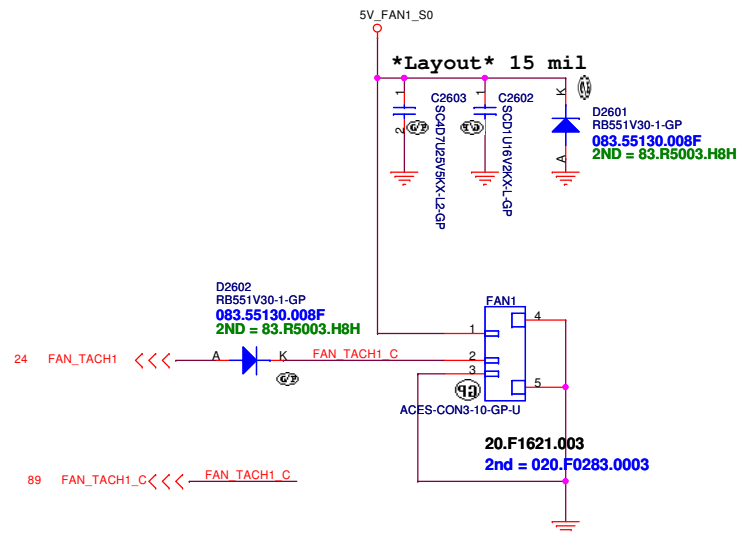 5V_FAN1_S0
*Layout* 15 mil
1
2
C2603
SC4D7U25V5KX-L2-GP
1
C2602
SCD1U16V2KX-L-GP
K
A
D2601
RB551V30-1-GP
083.55130.008F
2ND = 83.R5003.H8H
D2602
RB551V30-1-GP
083.55130.008F
2ND = 83.R5003.H8H
FAN1
1
2
3
4
5
24 FAN_TACH1
A
K
FAN_TACH1_C
ACES-CON3-10-GP-U
20.F1621.003
2nd = 020.F0283.0003
89 FAN_TACH1_C
FAN_TACH1_C